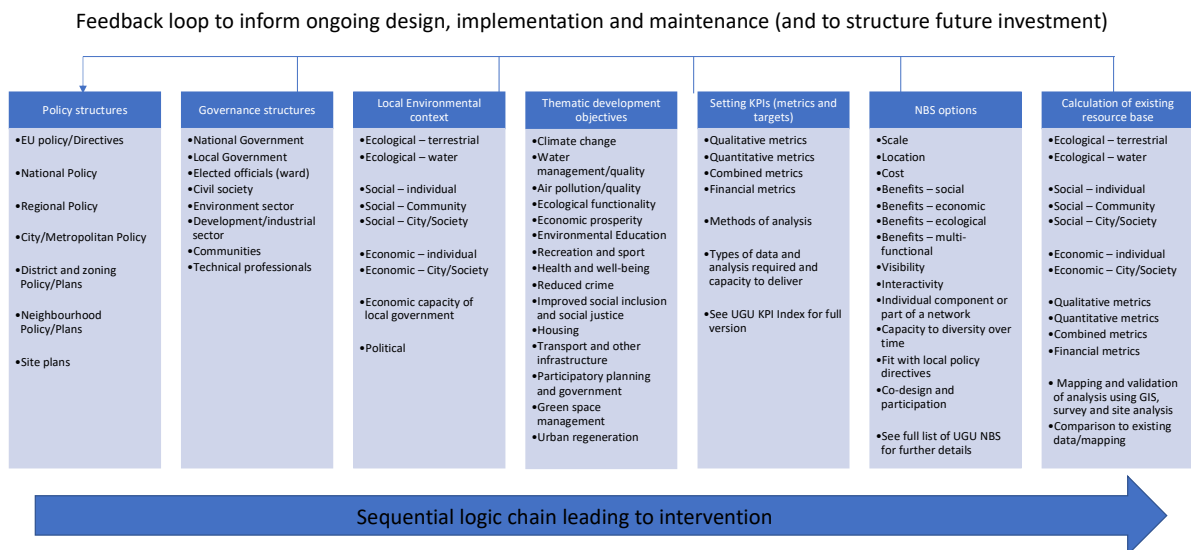 Feedback loop to inform ongoing design, implementation and maintenance (and to structure future investment)
Policy structures
•EU policy/Directives
•National Policy
•Regional Policy
•City/Metropolitan Policy
•District and zoning
Policy/Plans
•Neighbourhood
Policy/Plans
•Site plans
Governance structures
•National Government
•Local Government
•Elected officials (ward)
•Civil society
•Environment sector
•Development/industrial
sector
•Communities
•Technical professionals
Local Environmental
context
•Ecological – terrestrial
•Ecological – water
•Social – individual
•Social – Community
•Social – City/Society
•Economic – individual
•Economic – City/Society
•Economic capacity of
local government
•Political
Thematic development
objectives
•Climate change
•Water
management/quality
•Air pollution/quality
•Ecological functionality
•Economic prosperity
•Environmental Education
•Recreation and sport
•Health and well-being
•Reduced crime
•Improved social inclusion
and social justice
•Housing
•Transport and other
infrastructure
•Participatory planning
and government
•Green space
management
•Urban regeneration
Setting KPIs (metrics and
targets)
•Qualitative metrics
•Quantitative metrics
•Combined metrics
•Financial metrics
•Methods of analysis
•Types of data and
analysis required and
capacity to deliver
•See UGU KPI Index for full
version
NBS options
•Scale
•Location
•Cost
•Benefits – social
•Benefits – economic
•Benefits – ecological
•Benefits – multi-
functional
•Visibility
•Interactivity
•Individual component or
part of a network
•Capacity to diversity over
time
•Fit with local policy
directives
•Co-design and
participation
•See full list of UGU NBS
for further details
Calculation of existing
resource base
•Ecological – terrestrial
•Ecological – water
•Social – individual
•Social – Community
•Social – City/Society
•Economic – individual
•Economic – City/Society
•Qualitative metrics
•Quantitative metrics
•Combined metrics
•Financial metrics
• Mapping and validation
of analysis using GIS,
survey and site analysis
•Comparison to existing
data/mapping
Sequential logic chain leading to intervention